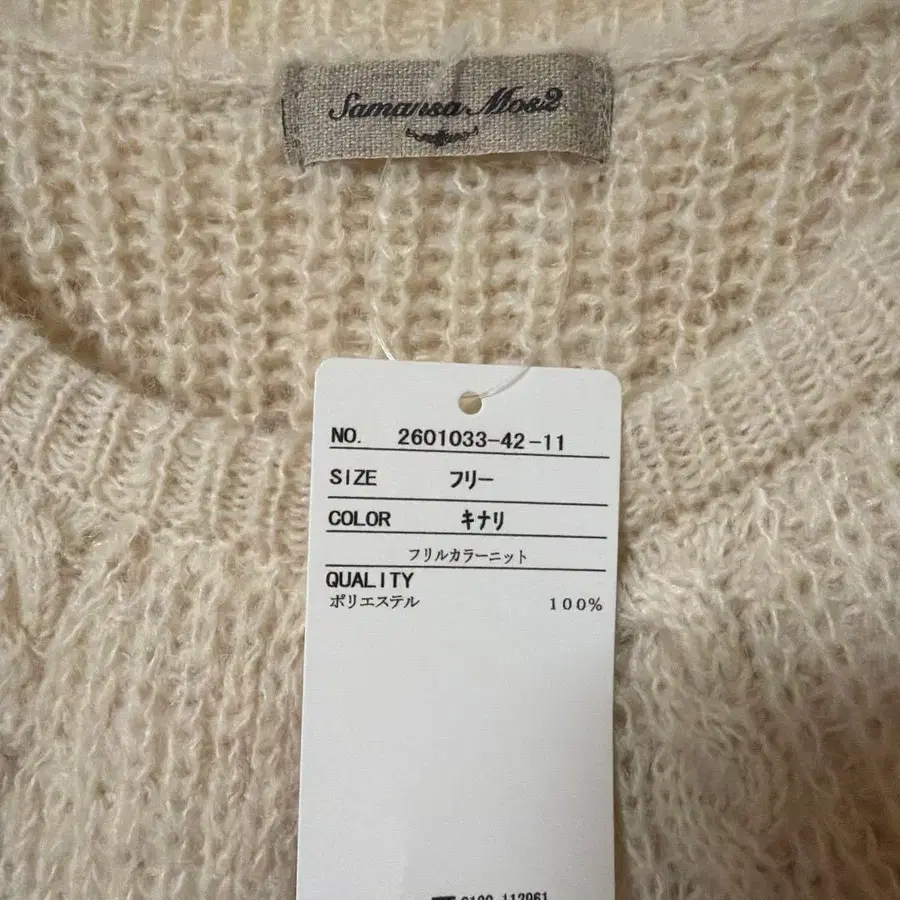 Samansa Mos2
NO. 2601033-42-11
SIZE フリー
COLOR キナリ
フリルカラーニット
QUALITY
ポリエステル 100%